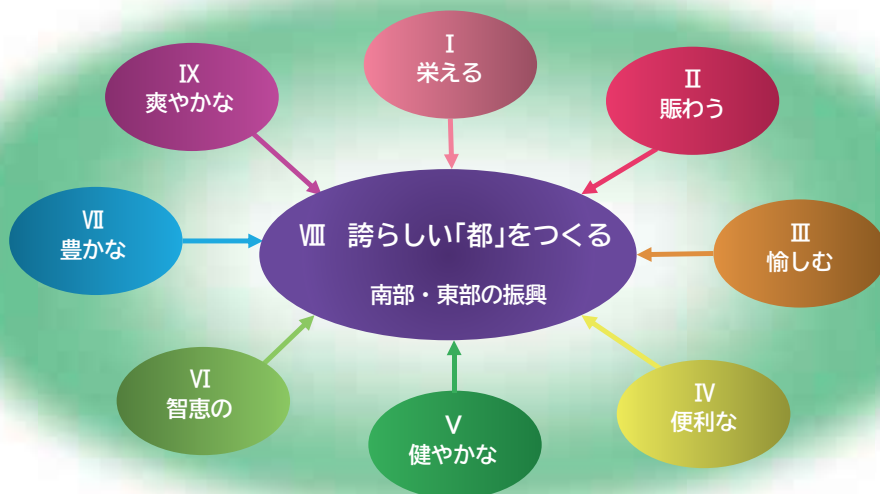 Ⅰ
栄える
Ⅱ
賑わう
Ⅲ
愉しむ
Ⅳ
便利な
Ⅴ
健やかな
Ⅵ
智恵の
Ⅶ
豊かな
Ⅷ 誇らしい「都」をつくる
南部・東部の振興
Ⅸ
爽やかな